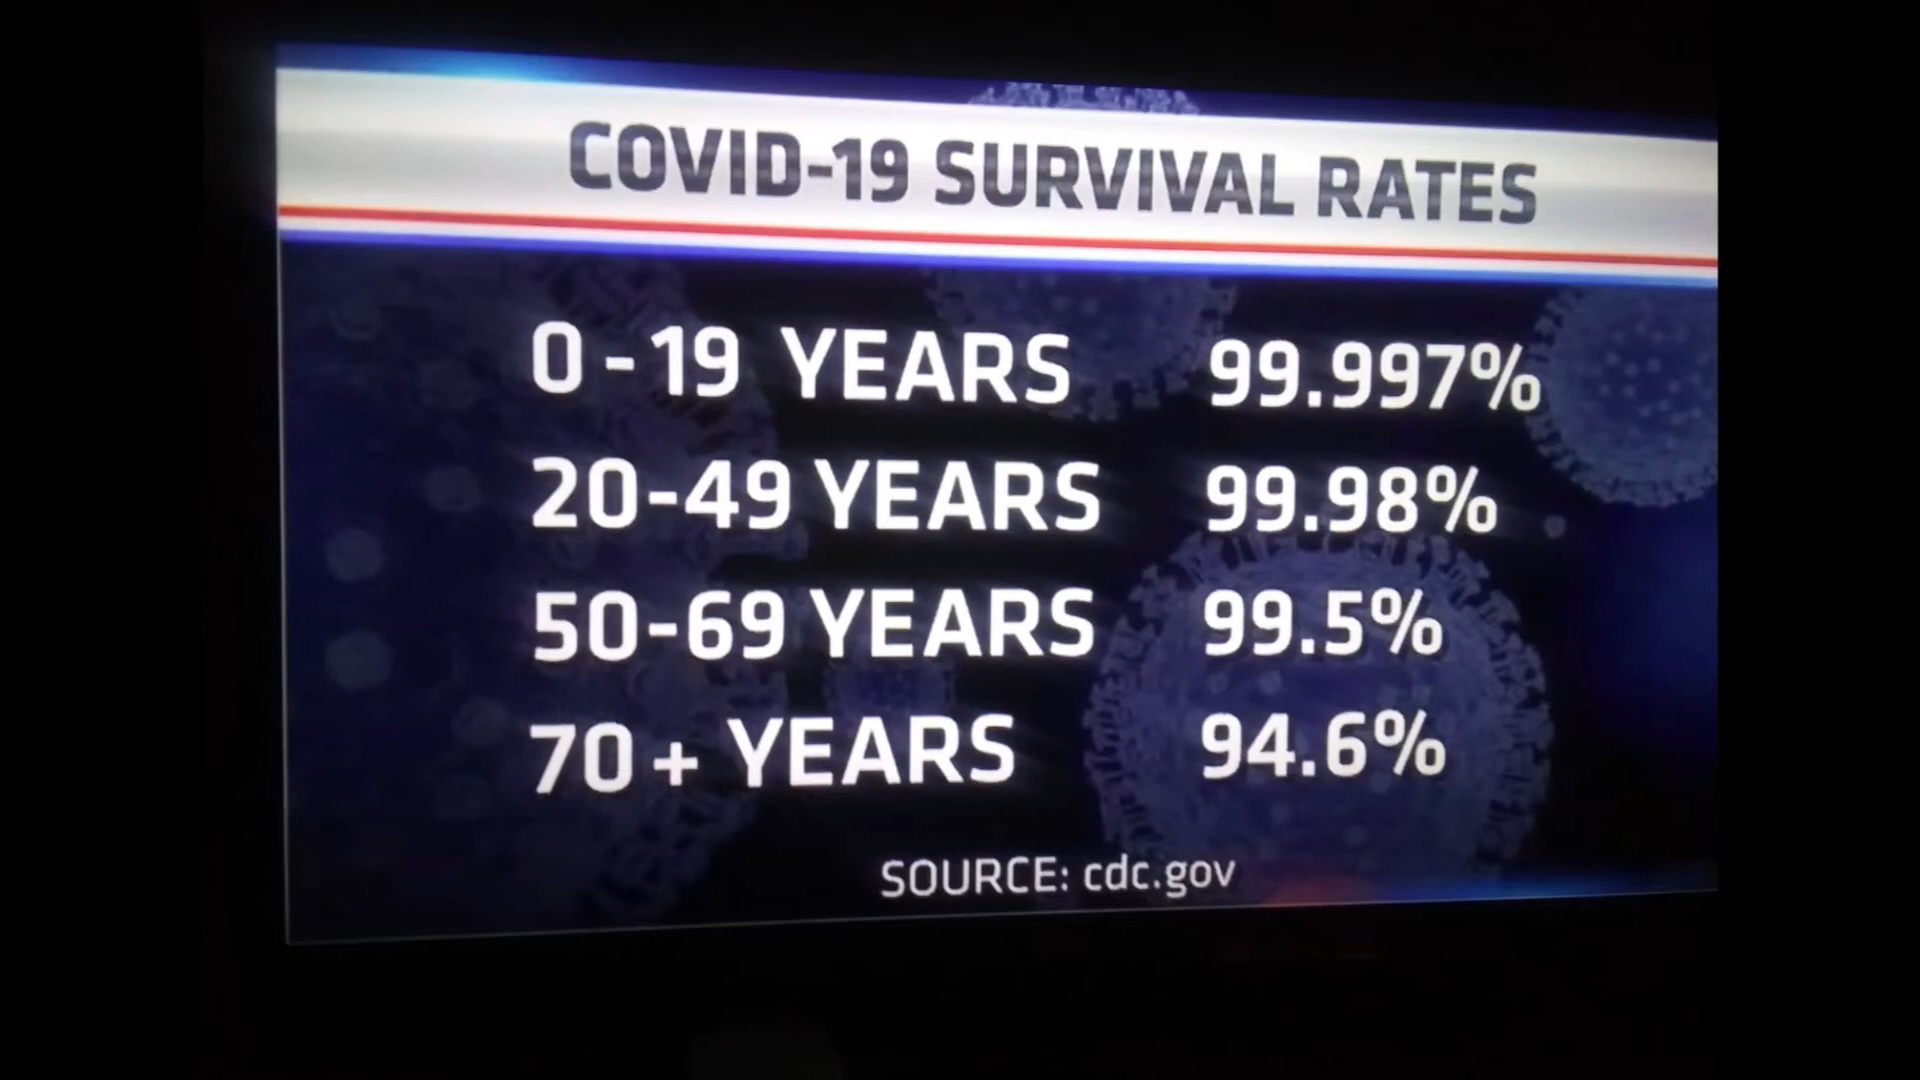 COVID-19 SURVIVAL RATES
0-19 YEARS 99.997%
20-49 YEARS 99.98%
50-69 YEARS 99.5%
70+ YEARS 94.6%
SOURCE: cdc.gov